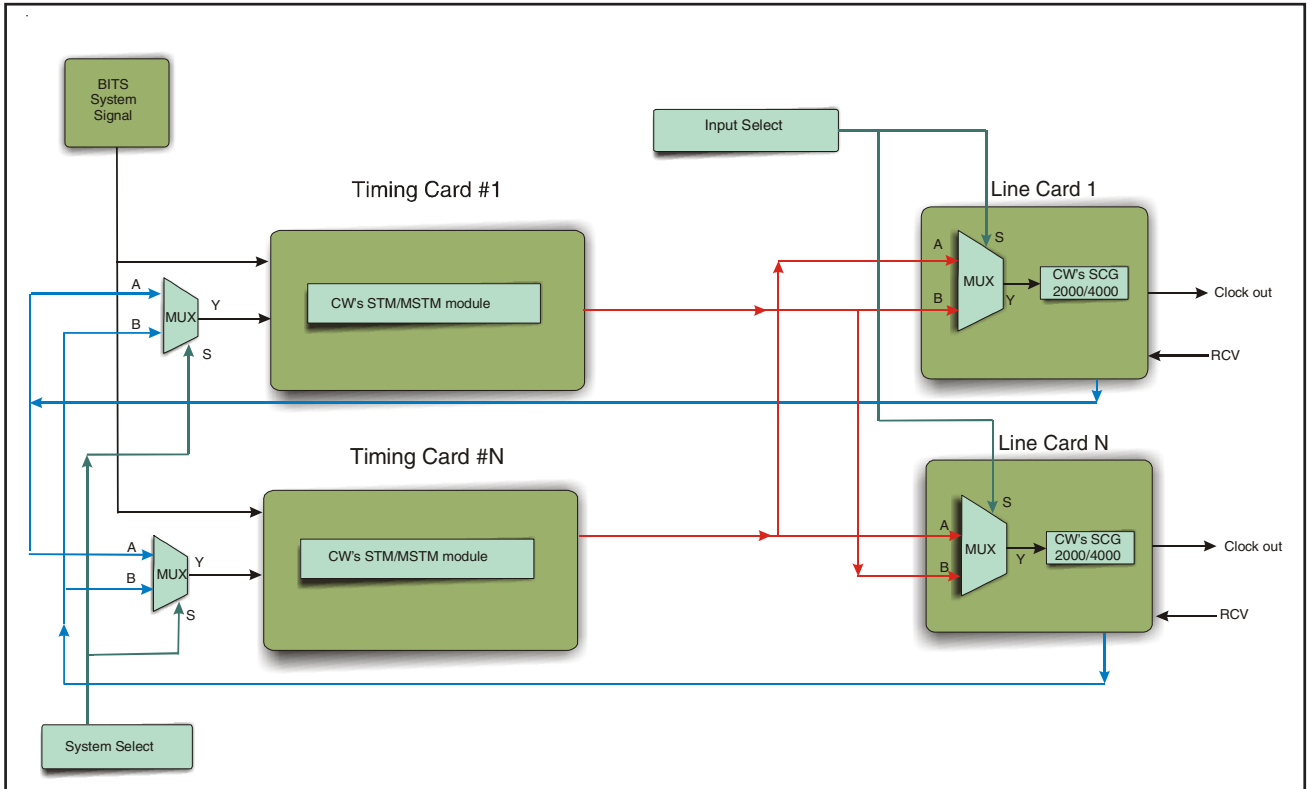 BITS
System
Signal
Input Select
Timing Card #1
Line Card 1
A
S
CW's SCG
2000/4000
MUX
Y
B
Clock out
RCV
CW's STM/MSTM module
A
Y
MUX
B
S
Timing Card #N
Line Card N
S
A
CW's SCG
2000/4000
MUX
Y
B
Clock out
RCV
CW's STM/MSTM module
A
Y
MUX
B
S
System Select